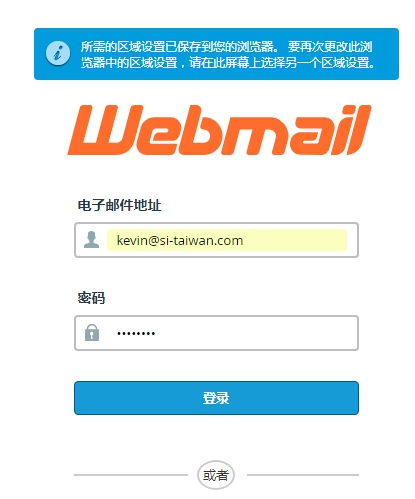 所需的区域设置已保存到您的浏览器。 要再次更改此浏
览器中的区域设置，请在此屏幕上选择另一个区域设置。
Webmail
电子邮件地址
kevin@si-taiwan.com
密码
••••••••
登录
或者